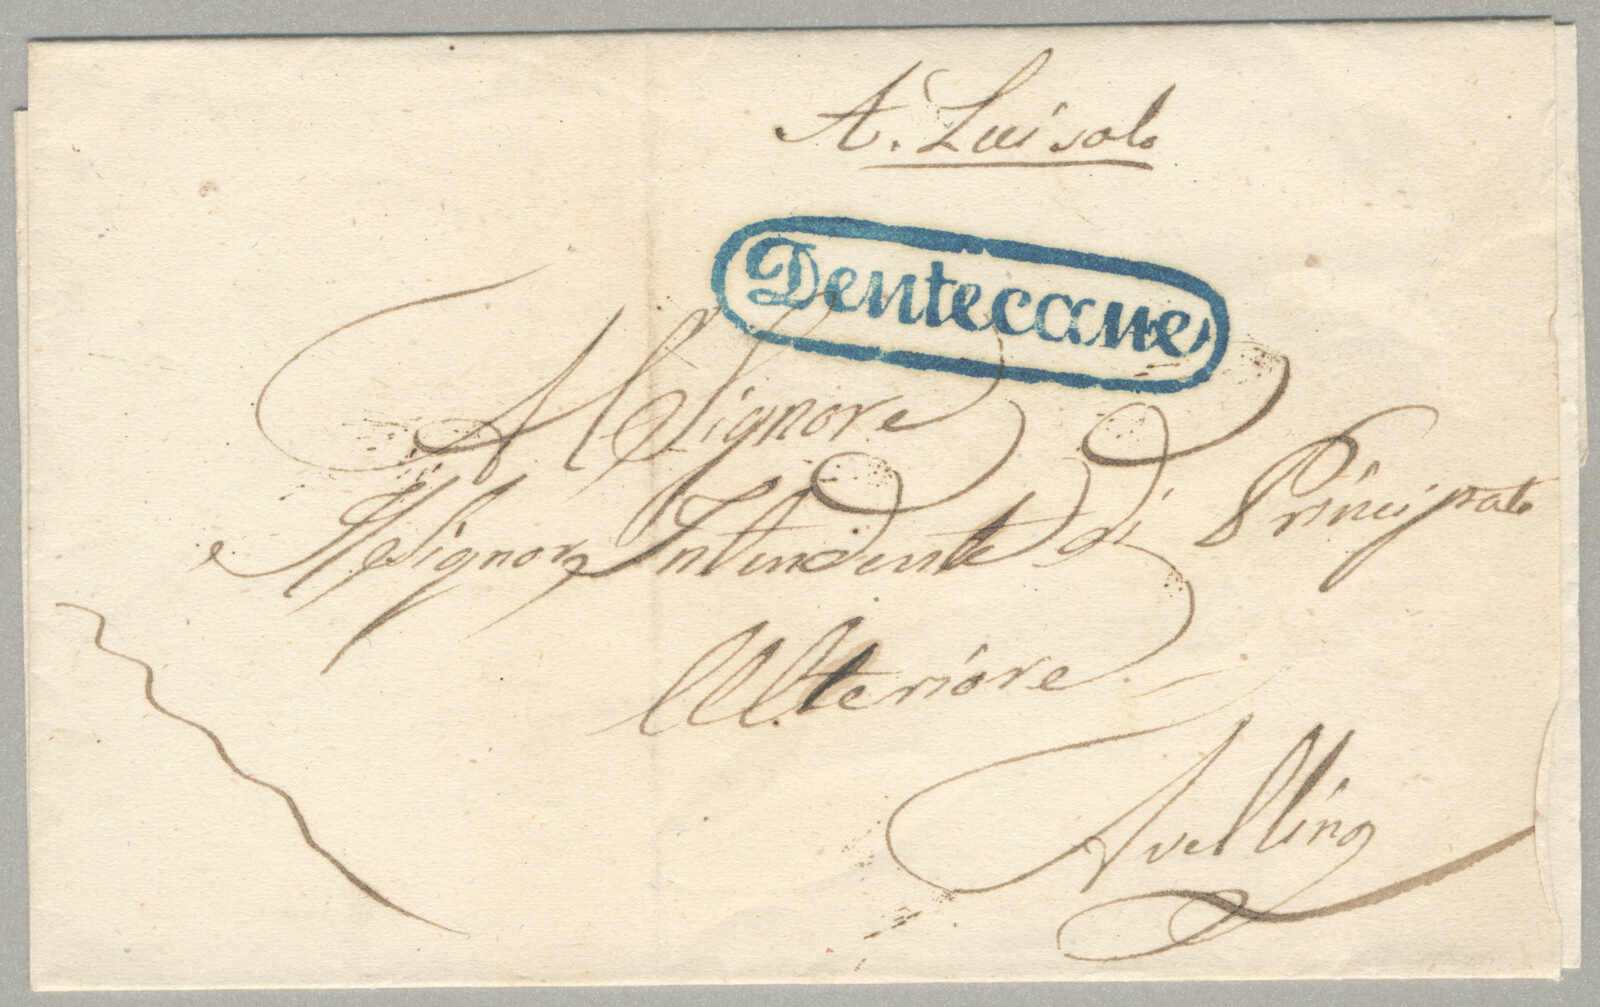 A. Lui solo
Dentecane
Al Signore
Il Signor Intendente di Principato
Ulteriore
Avellino